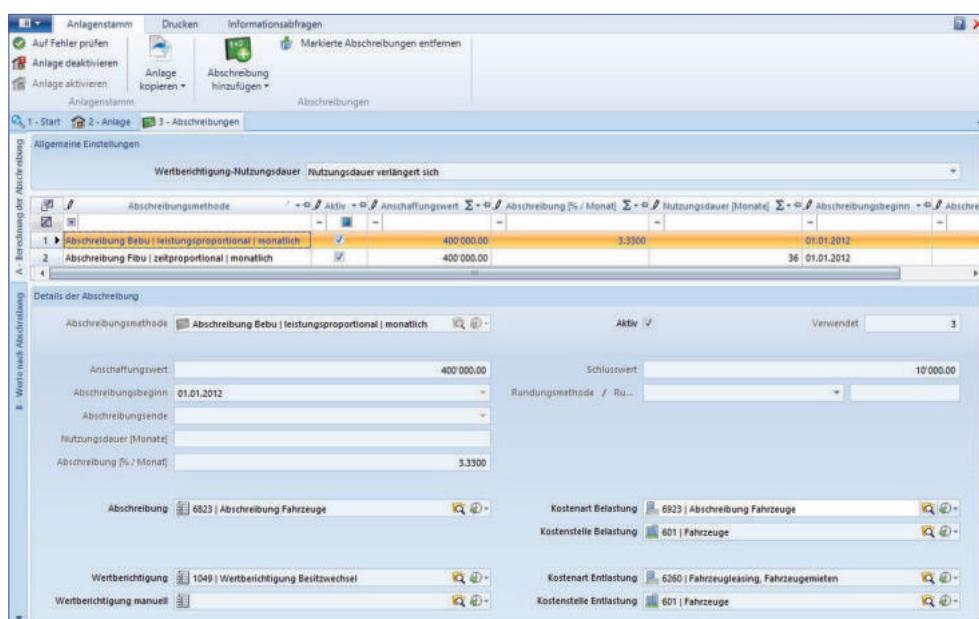 Anlagenstamm Drucken Informationsabfragen
Auf Fehler prüfen
Anlage deaktivieren
Anlage aktivieren
Anlage kopieren
Abschreibung hinzufügen
Markierte Abschreibungen entfernen
Anlagenstamm Abschreibungen
1 - Start 2 - Anlage 3 - Abschreibungen
A - Berechnung der Abschreibung
B - Werte nach Abschreibung
Allgemeine Einstellungen
Wertberichtigung-Nutzungsdauer Nutzungsdauer verlängert sich
Abschreibungsmethode Aktiv Anschaffungswert Σ Abschreibung [% / Monat] Σ Nutzungsdauer [Monate] Σ Abschreibungsbeginn Abschre
1 Abschreibung Bebu | leistungsproportional | monatlich 400'000.00 3.3300 01.01.2012
2 Abschreibung Fibu | zeitproportional | monatlich 400'000.00 36 01.01.2012
Details der Abschreibung
Abschreibungsmethode Abschreibung Bebu | leistungsproportional | monatlich Aktiv Verwendet 3
Anschaffungswert 400'000.00 Schlusswert 10'000.00
Abschreibungsbeginn 01.01.2012 Rundungsmethode / Ru...
Abschreibungsende
Nutzungsdauer [Monate]
Abschreibung [% / Monat] 3.3300
Abschreibung 6823 | Abschreibung Fahrzeuge Kostenart Belastung 6923 | Abschreibung Fahrzeuge
Kostenstelle Belastung 601 | Fahrzeuge
Wertberichtigung 1049 | Wertberichtigung Besitzwechsel Kostenart Entlastung 6260 | Fahrzeugleasing, Fahrzeugmieten
Wertberichtigung manuell Kostenstelle Entlastung 601 | Fahrzeuge